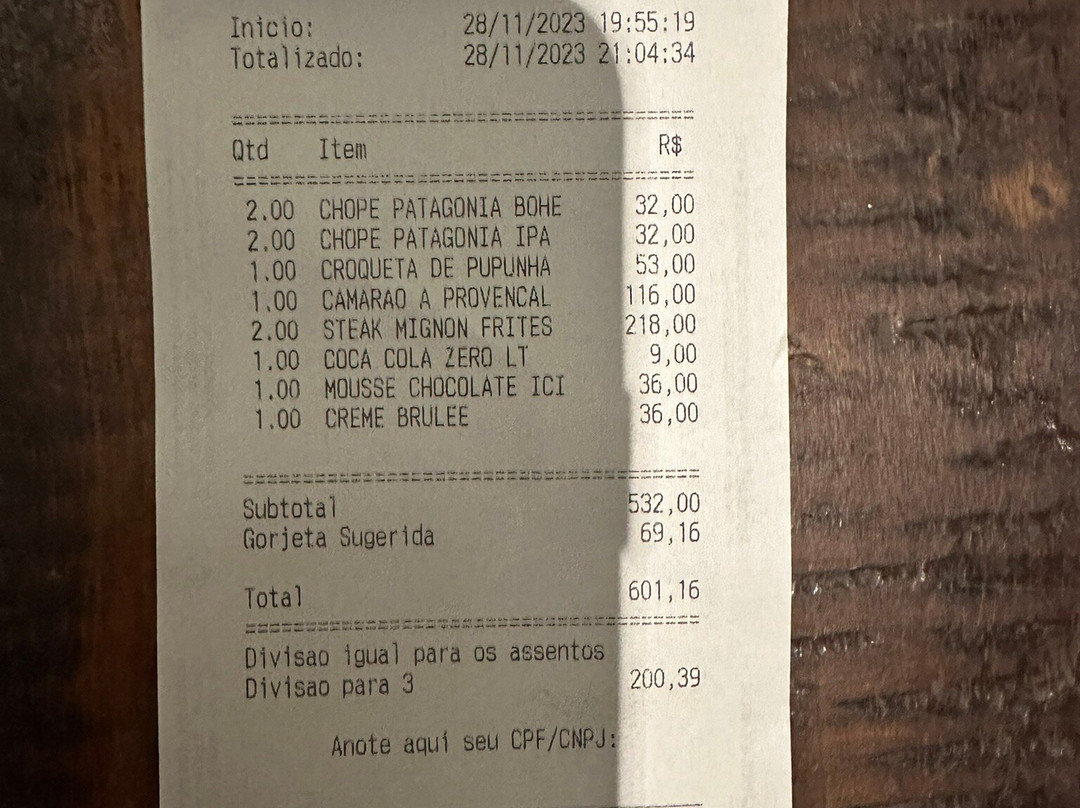 Inicio: 28/11/2023 19:55:19
Totalizado: 28/11/2023 21:04:34
==========================================
Qtd Item R$
==========================================
2.00 CHOPE PATAGONIA BOHE 32,00
2.00 CHOPE PATAGONIA IPA 32,00
1.00 CROQUETA DE PUPUNHA 53,00
1.00 CAMARAO A PROVENCAL 116,00
2.00 STEAK MIGNON FRITES 218,00
1.00 COCA COLA ZERO LT 9,00
1.00 MOUSSE CHOCOLATE ICI 36,00
1.00 CREME BRULEE 36,00
==========================================
Subtotal 532,00
Gorjeta Sugerida 69,16
Total 601,16
==========================================
Divisao igual para os assentos
Divisao para 3 200,39
Anote aqui seu CPF/CNPJ: